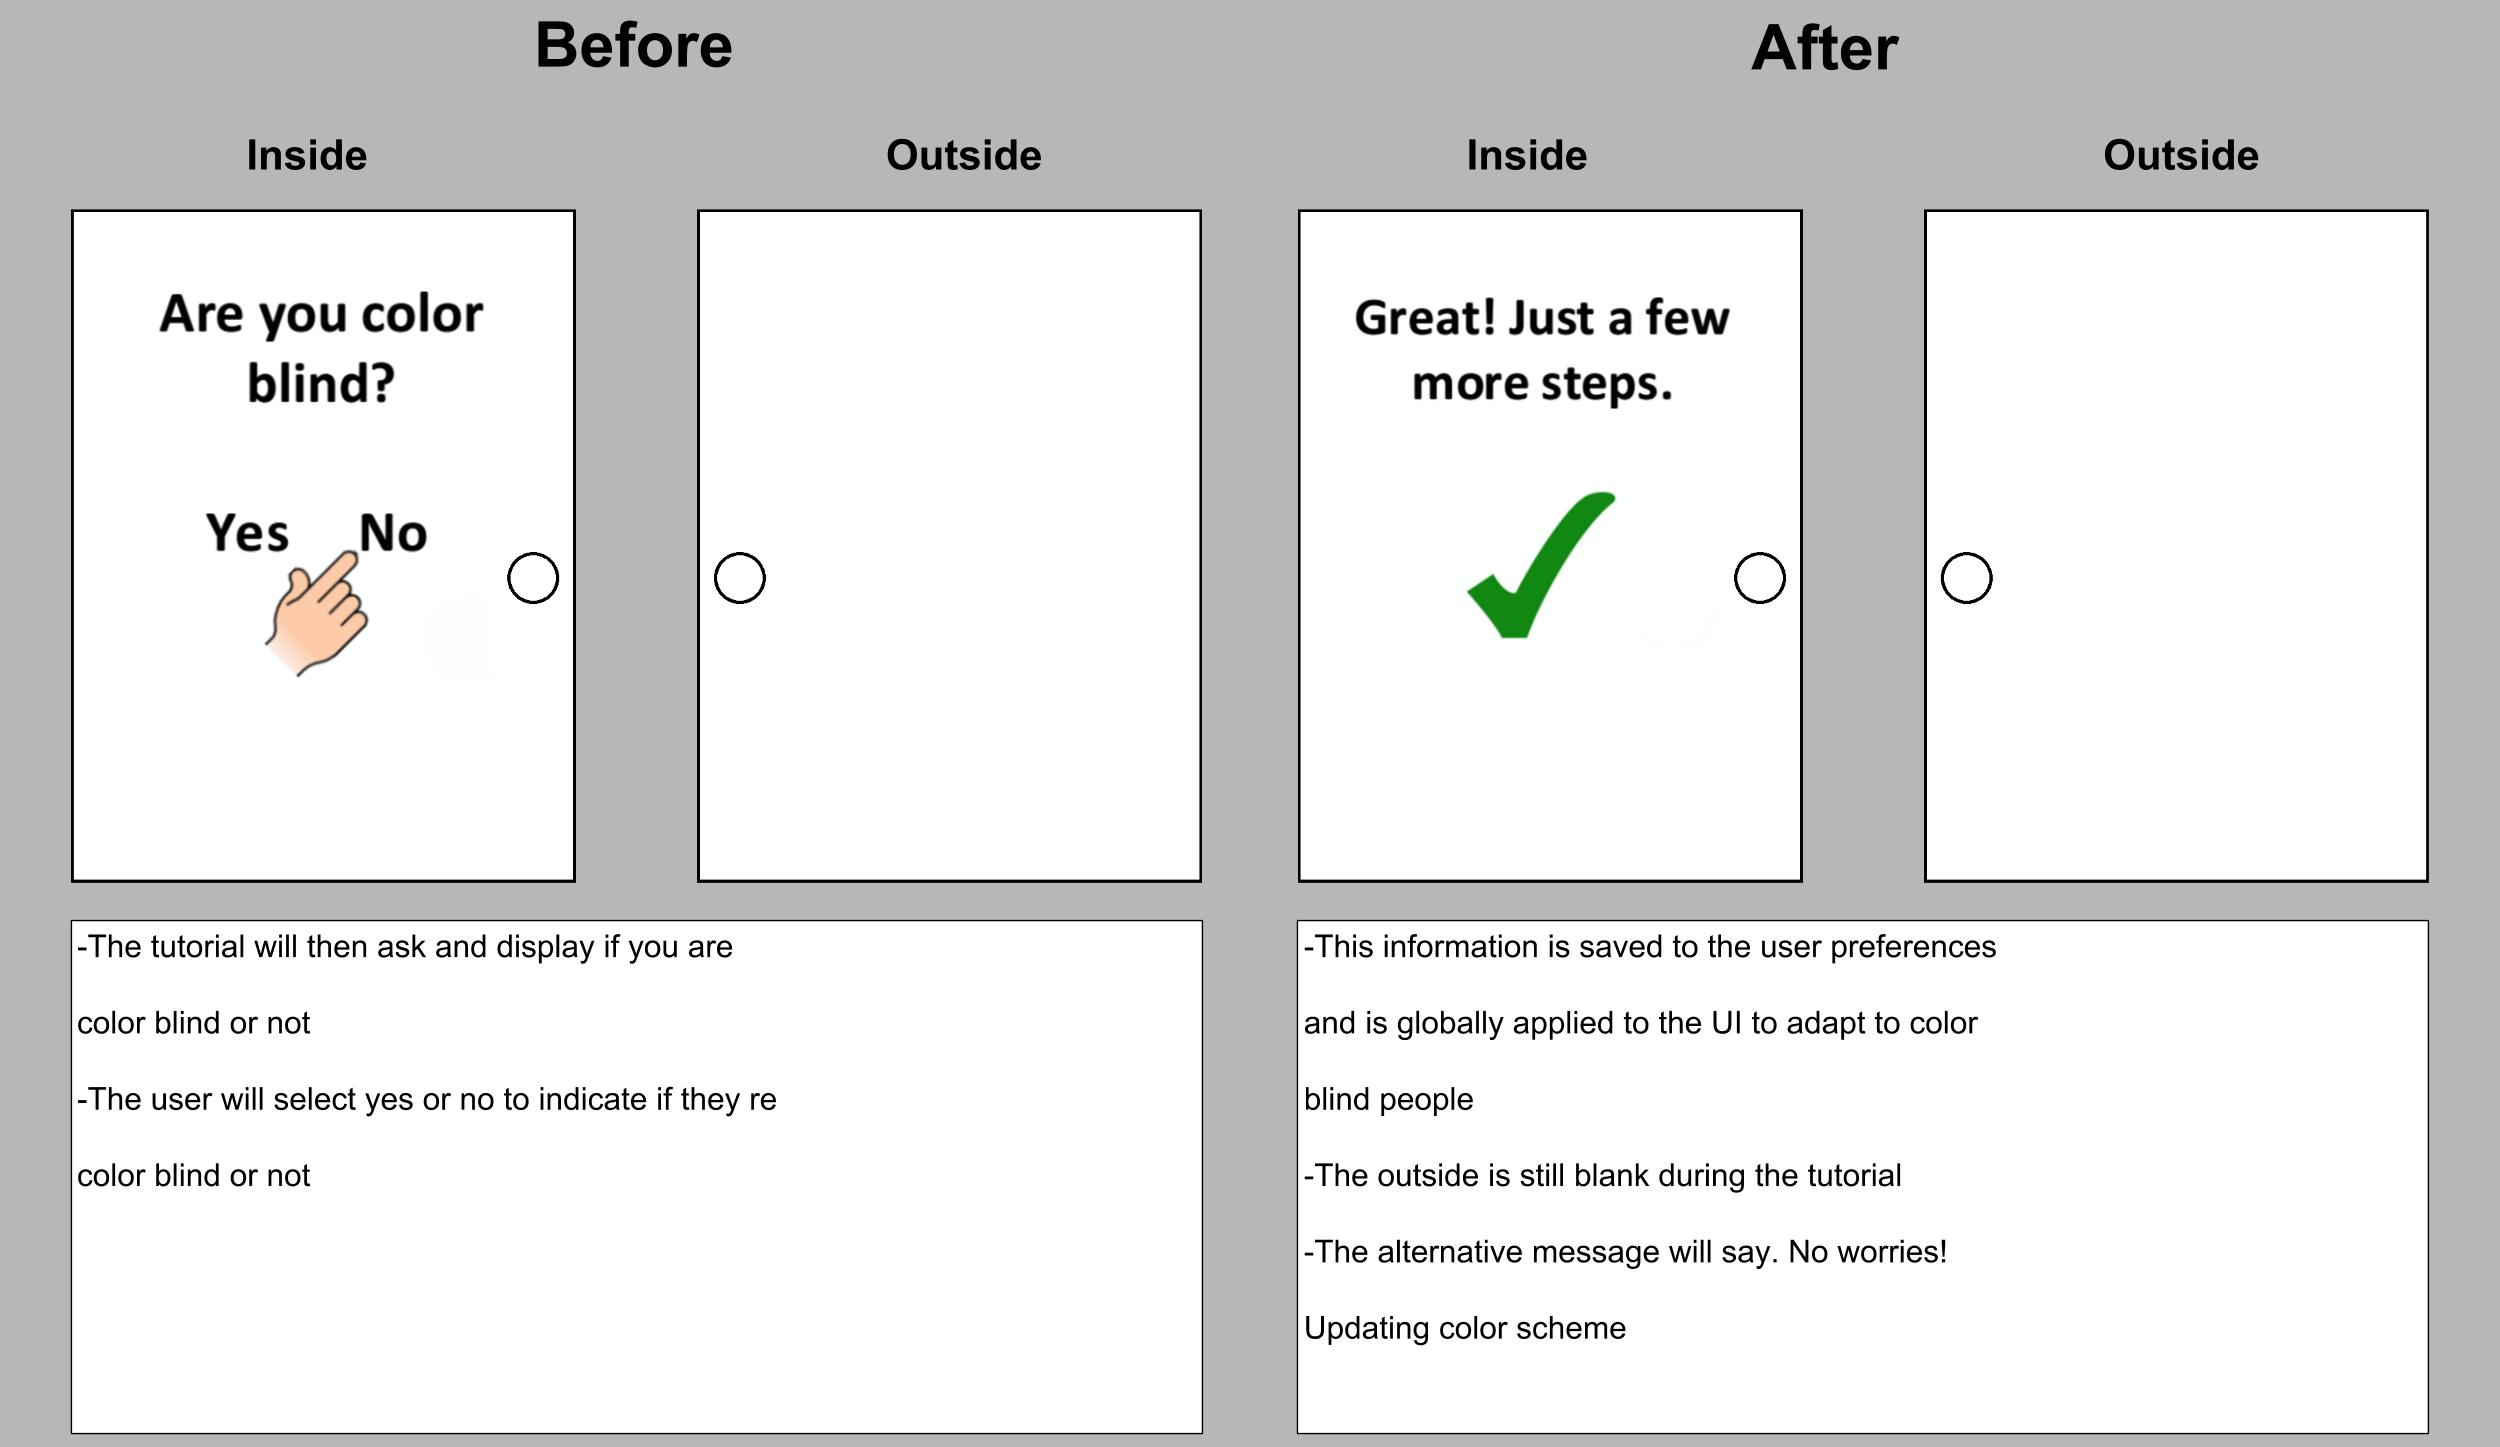 Before
After
Inside
Outside
Inside
Outside
Are you color
blind?
Yes No
Great! Just a few
more steps.
-The tutorial will then ask and display if you are
color blind or not
-The user will select yes or no to indicate if they re
color blind or not
-This information is saved to the user preferences
and is globally applied to the UI to adapt to color
blind people
-The outside is still blank during the tutorial
-The alternative message will say. No worries!
Updating color scheme